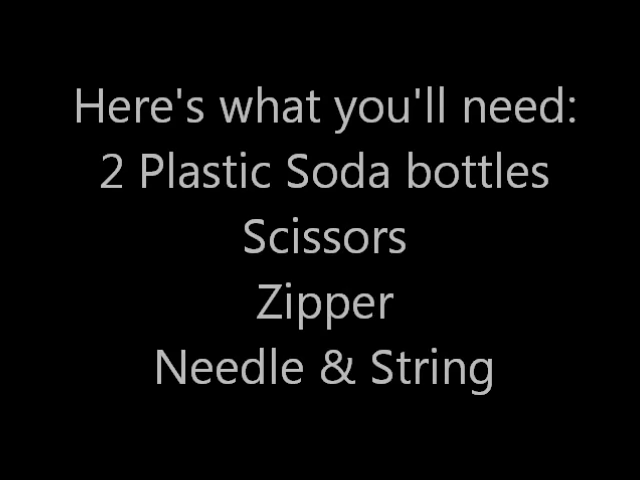 Here's what you'll need:
2 Plastic Soda bottles
Scissors
Zipper
Needle & String